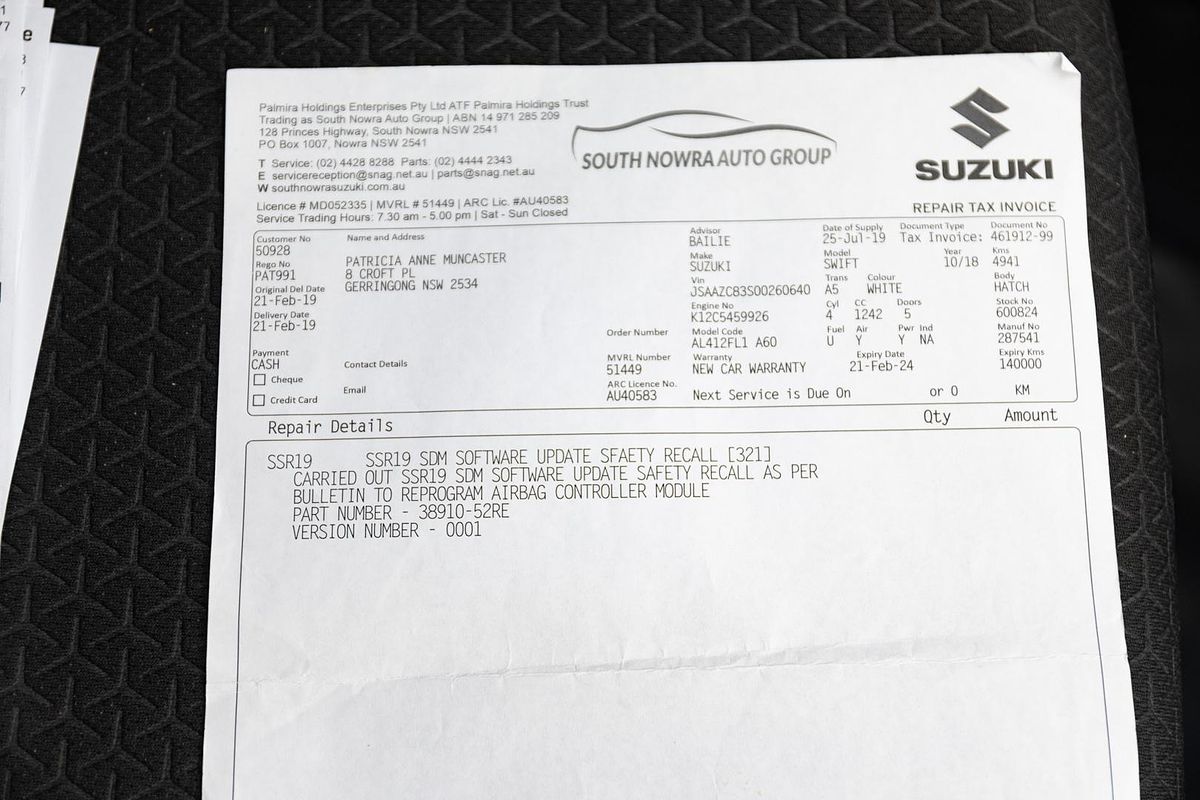 1
77
e
3
7
Palmira Holdings Enterprises Pty Ltd ATF Palmira Holdings Trust
Trading as South Nowra Auto Group | ABN 14 971 285 209
128 Princes Highway, South Nowra NSW 2541
PO Box 1007, Nowra NSW 2541
T Service: (02) 4428 8288 Parts: (02) 4444 2343
E servicereception@snag.net.au | parts@snag.net.au
W southnowrasuzuki.com.au
Licence # MD052335 | MVRL # 51449 | ARC Lic. #AU40583
Service Trading Hours: 7.30 am - 5.00 pm | Sat - Sun Closed
SOUTH NOWRA AUTO GROUP
SUZUKI
REPAIR TAX INVOICE
Customer No Name and Address Advisor Date of Supply Document Type Document No
50928 BAILIE 25-Jul-19 Tax Invoice: 461912-99
Rego No PATRICIA ANNE MUNCASTER Make Model Year Kms
PAT991 8 CROFT PL SUZUKI SWIFT 10/18 4941
Original Del Date GERRINGONG NSW 2534 Vin Trans Colour Body
21-Feb-19 JSAAZC83S00260640 A5 WHITE HATCH
Delivery Date Engine No Cyl CC Doors Stock No
21-Feb-19 K12C5459926 4 1242 5 600824
Order Number Model Code Fuel Air Pwr Ind Manuf No
AL412FL1 A60 U Y Y NA 287541
Payment MVRL Number Warranty Expiry Date Expiry Kms
CASH Contact Details 51449 NEW CAR WARRANTY 21-Feb-24 140000
Cheque Email ARC Licence No.
Credit Card AU40583 Next Service is Due On or 0 KM
Repair Details Qty Amount
SSR19 SSR19 SDM SOFTWARE UPDATE SFAETY RECALL [321]
CARRIED OUT SSR19 SDM SOFTWARE UPDATE SAFETY RECALL AS PER
BULLETIN TO REPROGRAM AIRBAG CONTROLLER MODULE
PART NUMBER - 38910-52RE
VERSION NUMBER - 0001